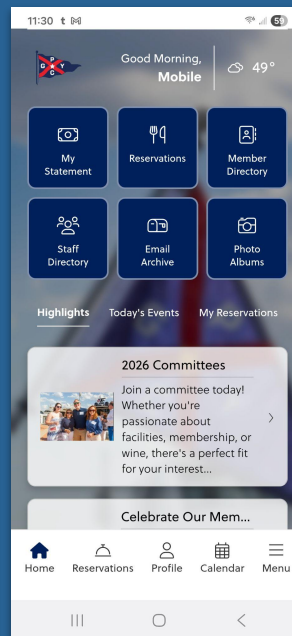 11:30 t
59
G P Y C
Good Morning,
Mobile
49°
My
Statement
Reservations
Member
Directory
Staff
Directory
Email
Archive
Photo
Albums
Highlights Today's Events My Reservations
2026 Committees
Join a committee today!
Whether you're
passionate about
facilities, membership, or
wine, there's a perfect fit
for your interest...
Celebrate Our Mem...
Home Reservations Profile Calendar Menu